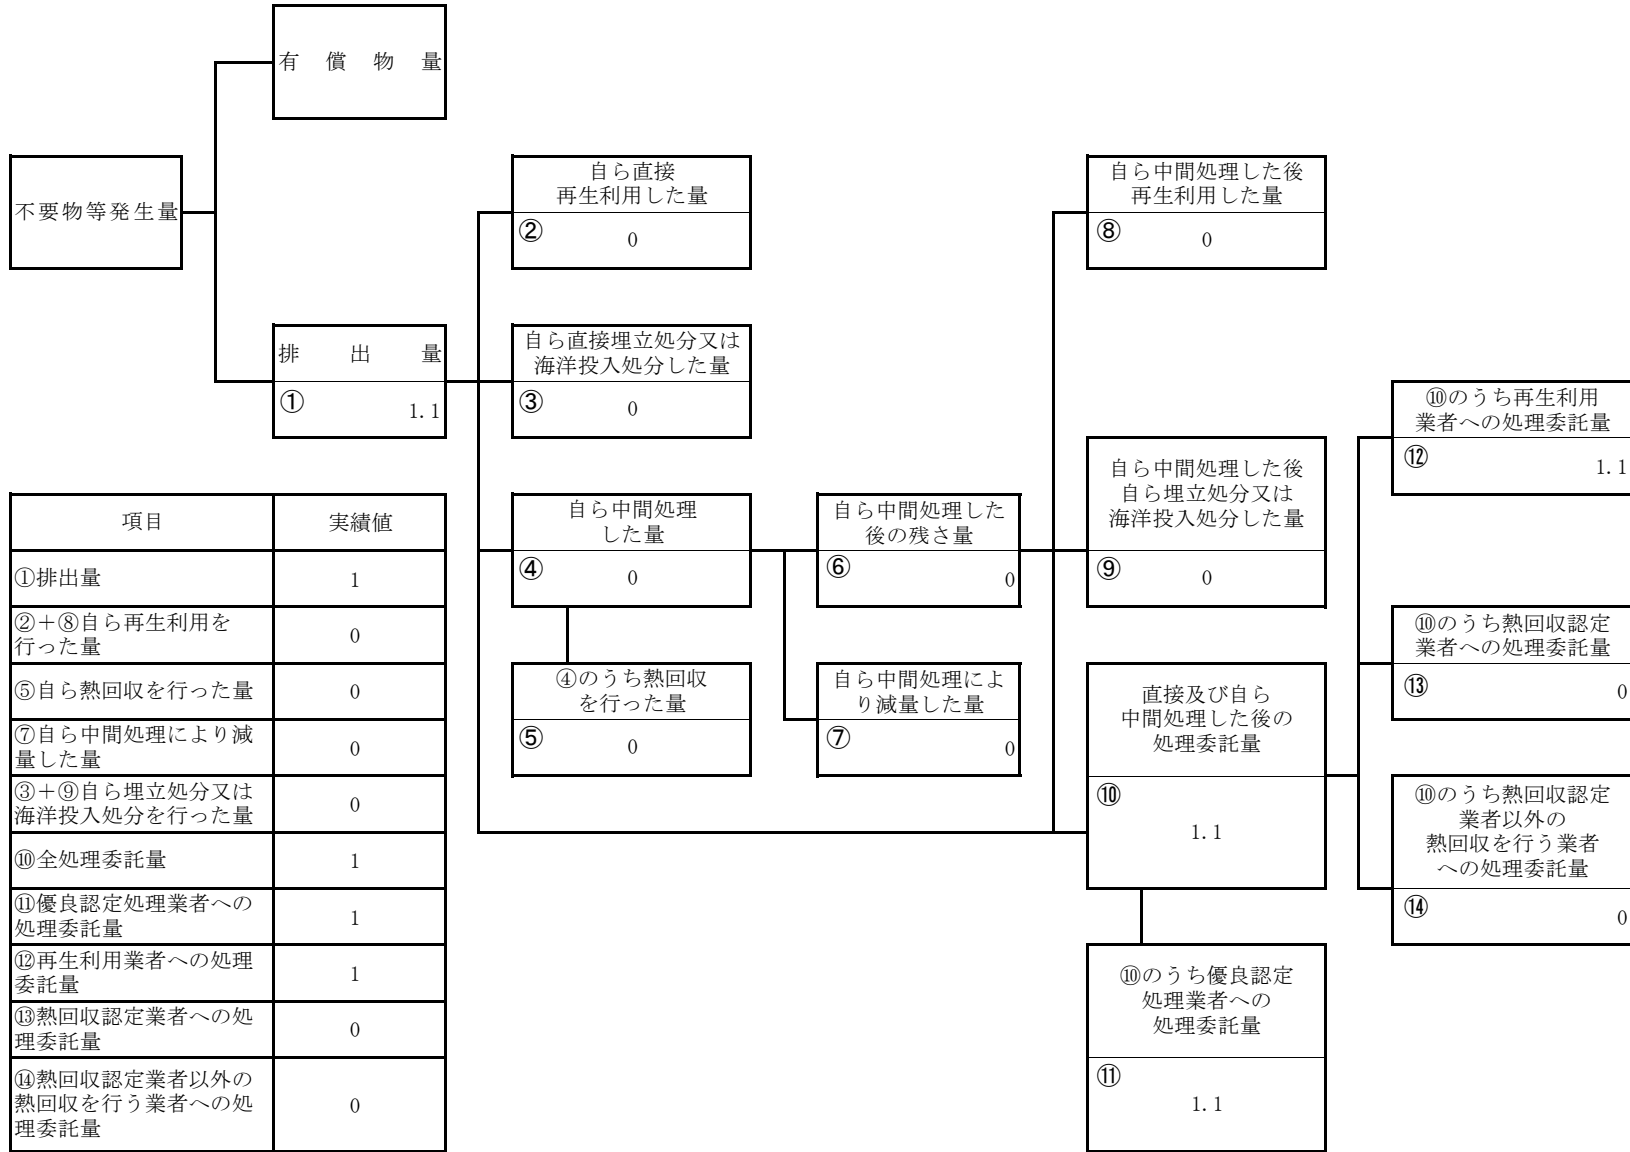 有償物量
不要物等発生量
自ら直接
再生利用した量
② 0
自ら中間処理した後
再生利用した量
⑧ 0
排出量
① 1.1
自ら直接埋立処分又は
海洋投入処分した量
③ 0
⑩のうち再生利用
業者への処理委託量
⑫ 1.1
自ら中間処理した後
自ら埋立処分又は
海洋投入処分した量
⑨ 0
自ら中間処理
した量
④ 0
自ら中間処理した
後の残さ量
⑥ 0
⑩のうち熱回収認定
業者への処理委託量
⑬ 0
④のうち熱回収
を行った量
⑤ 0
自ら中間処理によ
り減量した量
⑦ 0
直接及び自ら
中間処理した後の
処理委託量
⑩
1.1
⑩のうち熱回収認定
業者以外の
熱回収を行う業者
への処理委託量
⑭ 0
⑩のうち優良認定
処理業者への
処理委託量
⑪
1.1
項目 実績値
①排出量 1
②+⑧自ら再生利用を
行った量 0
⑤自ら熱回収を行った量 0
⑦自ら中間処理により減
量した量 0
③+⑨自ら埋立処分又は
海洋投入処分を行った量 0
⑩全処理委託量 1
⑪優良認定処理業者への
処理委託量 1
⑫再生利用業者への処理
委託量 1
⑬熱回収認定業者への処
理委託量 0
⑭熱回収認定業者以外の
熱回収を行う業者への処
理委託量 0